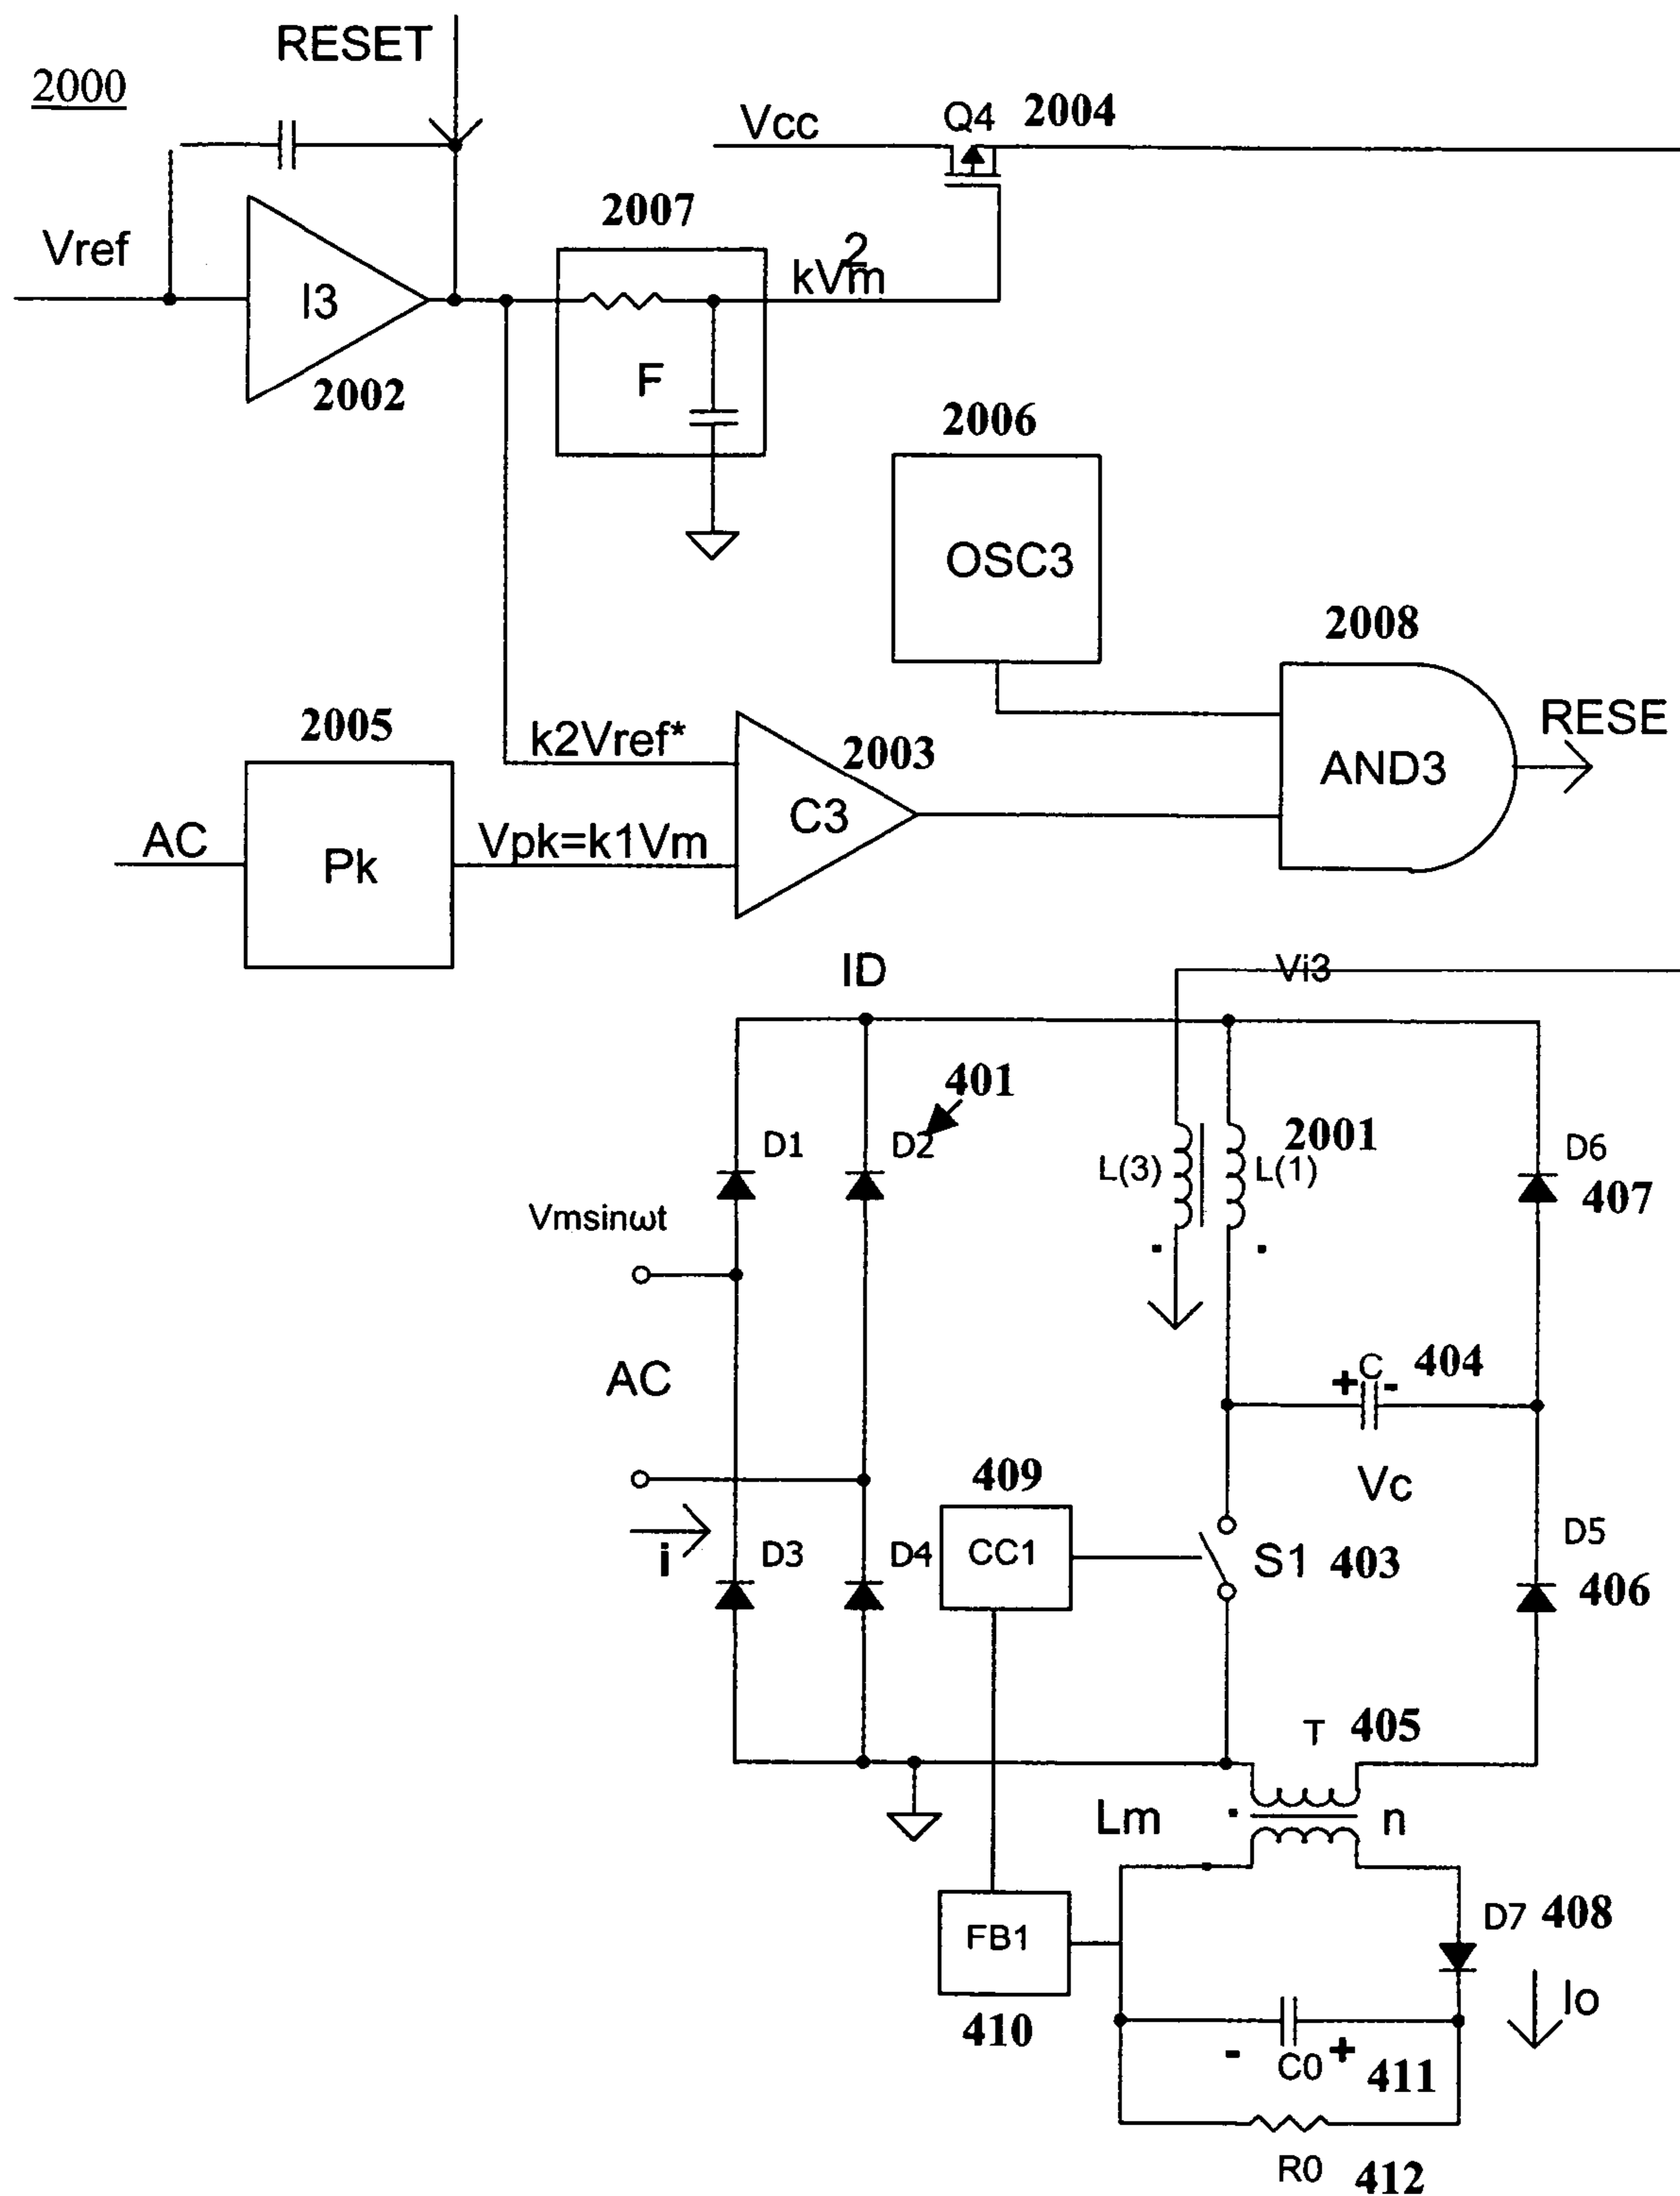 RESET
2000
Vcc
Q4 2004
2007
Vref
I3
kVm2
2002
F
2006
OSC3
2008
2005
k2Vref*
2003
RESE
AND3
C3
AC
Vpk=k1Vm
Pk
ID
Vi3
401
D1
D2
2001
L(3)
L(1)
D6
407
Vmsinωt
AC
+ C - 404
Vc
409
i
D3
D4
CC1
S1 403
D5
406
T 405
Lm
n
FB1
D7 408
410
Io
- C0 + 411
R0 412